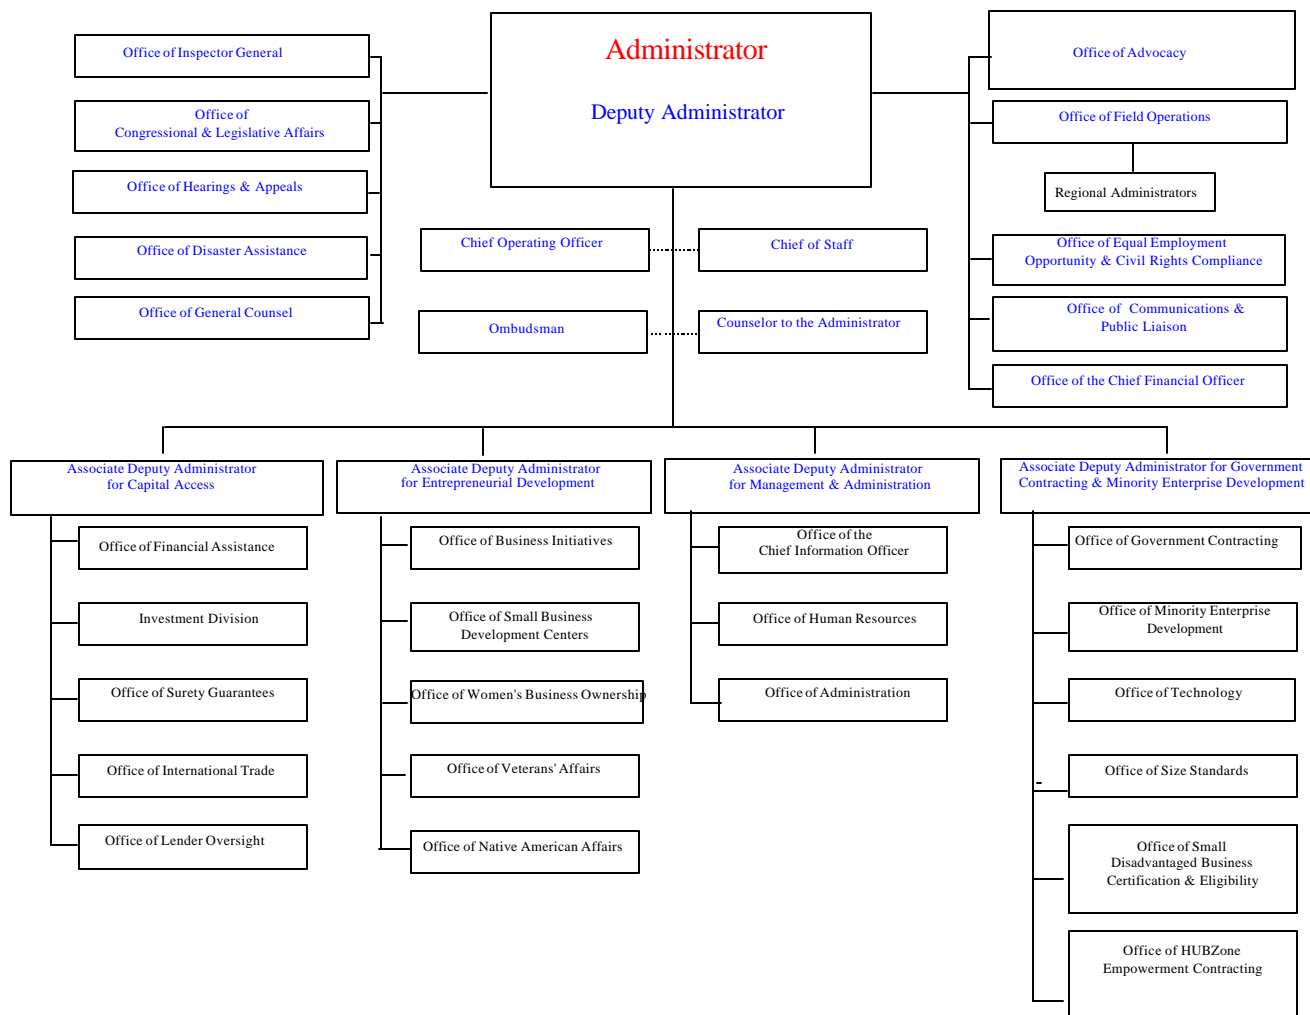 Administrator
Deputy Administrator
Office of Inspector General
Office of
Congressional & Legislative Affairs
Office of Hearings & Appeals
Office of Disaster Assistance
Office of General Counsel
Office of Advocacy
Office of Field Operations
Regional Administrators
Office of Equal Employment
Opportunity & Civil Rights Compliance
Office of Communications &
Public Liaison
Office of the Chief Financial Officer
Chief Operating Officer
Chief of Staff
Ombudsman
Counselor to the Administrator
Associate Deputy Administrator
for Capital Access
Office of Financial Assistance
Investment Division
Office of Surety Guarantees
Office of International Trade
Office of Lender Oversight
Associate Deputy Administrator
for Entrepreneurial Development
Office of Business Initiatives
Office of Small Business
Development Centers
Office of Women's Business Ownership
Office of Veterans' Affairs
Office of Native American Affairs
Associate Deputy Administrator
for Management & Administration
Office of the
Chief Information Officer
Office of Human Resources
Office of Administration
Associate Deputy Administrator for Government
Contracting & Minority Enterprise Development
Office of Government Contracting
Office of Minority Enterprise
Development
Office of Technology
Office of Size Standards
Office of Small
Disadvantaged Business
Certification & Eligibility
Office of HUBZone
Empowerment Contracting